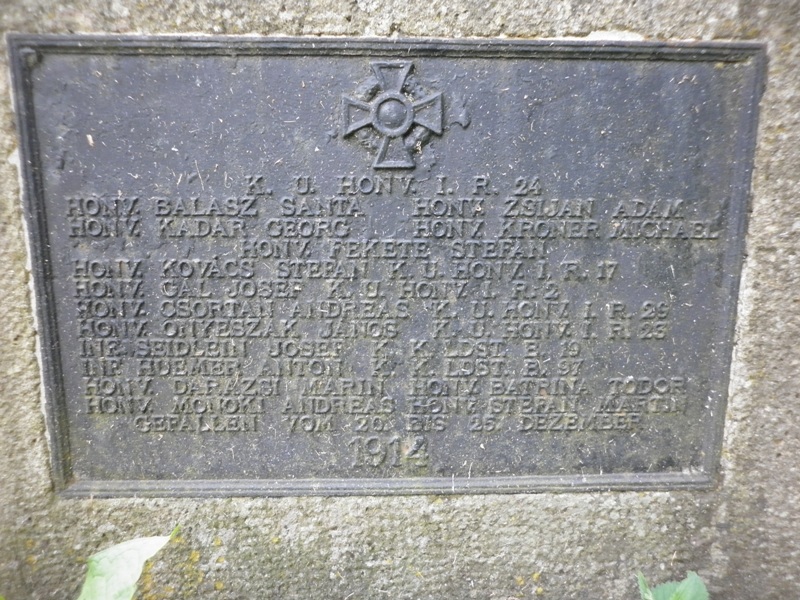 K. U. HONV. I. R. 24
HONV. BALASZ SANTA HONV. ZSIJAN ADAM
HONV. KADAR GEORG HONV. KRONER MICHAEL
HONV. FEKETE STEFAN
HONV. KOVÁCS STEFAN K. U. HONV. I. R. 17
HONV. GAL JOSEF K. U. HONV. I. R. 2
HONV. CSORTAN ANDREAS K. U. HONV. I. R. 29
HONV. ONYESZAK JANOS K. U. HONV. I. R. 23
INF. SEIDLEIN JOSEF K. K. LDST. B. 19
INF. HUEMER ANTON K. K. LDST. B. 97
HONV. DARAZSI MARIN HONV. BATRINA TODOR
HONV. MONOKI ANDREAS HONV. STEFAN MARTIN
GEFALLEN VOM 20. BIS 25. DEZEMBER
1914